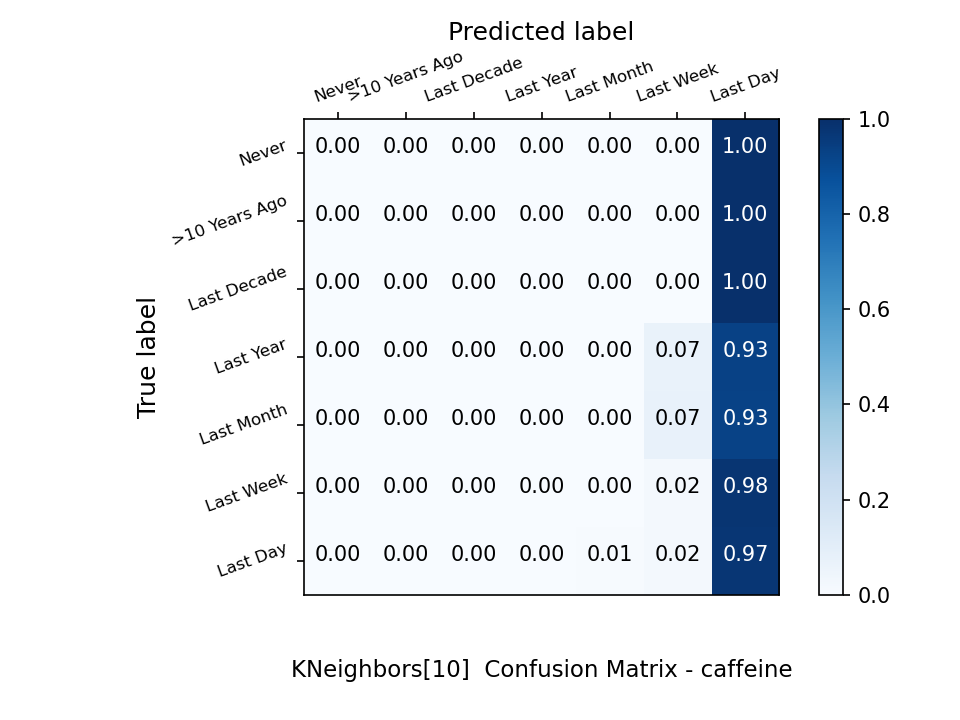 Predicted label
Never >10 Years Ago Last Decade Last Year Last Month Last Week Last Day
Never 0.00 0.00 0.00 0.00 0.00 0.00 1.00
>10 Years Ago 0.00 0.00 0.00 0.00 0.00 0.00 1.00
Last Decade 0.00 0.00 0.00 0.00 0.00 0.00 1.00
Last Year 0.00 0.00 0.00 0.00 0.00 0.07 0.93
Last Month 0.00 0.00 0.00 0.00 0.00 0.07 0.93
Last Week 0.00 0.00 0.00 0.00 0.00 0.02 0.98
Last Day 0.00 0.00 0.00 0.00 0.01 0.02 0.97
True label
1.0
0.8
0.6
0.4
0.2
0.0
KNeighbors[10]  Confusion Matrix - caffeine